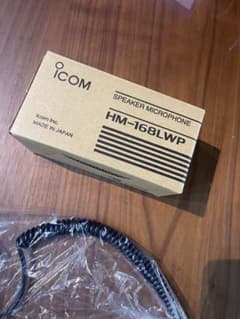 ICOM
SPEAKER MICROPHONE
HM-168LWP
Icom Inc.
MADE IN JAPAN